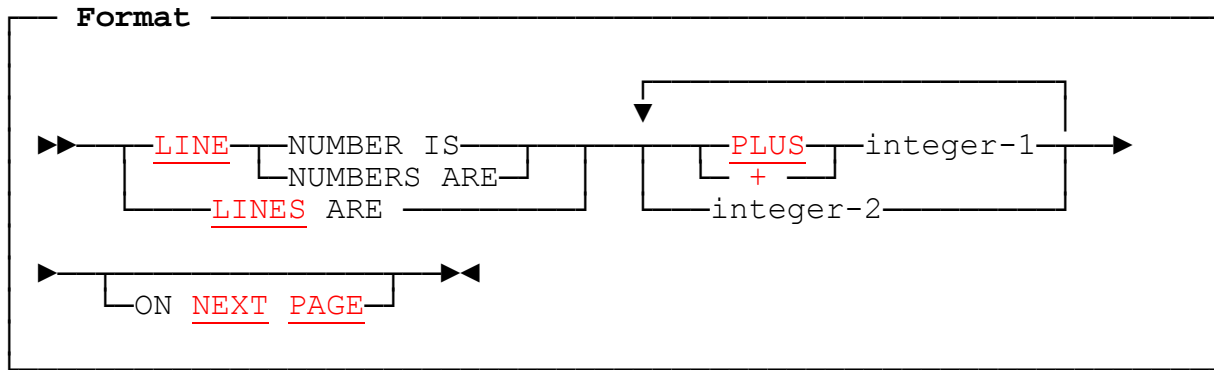 Format
LINE NUMBER IS PLUS integer-1
NUMBERS ARE +
LINES ARE integer-2
ON NEXT PAGE